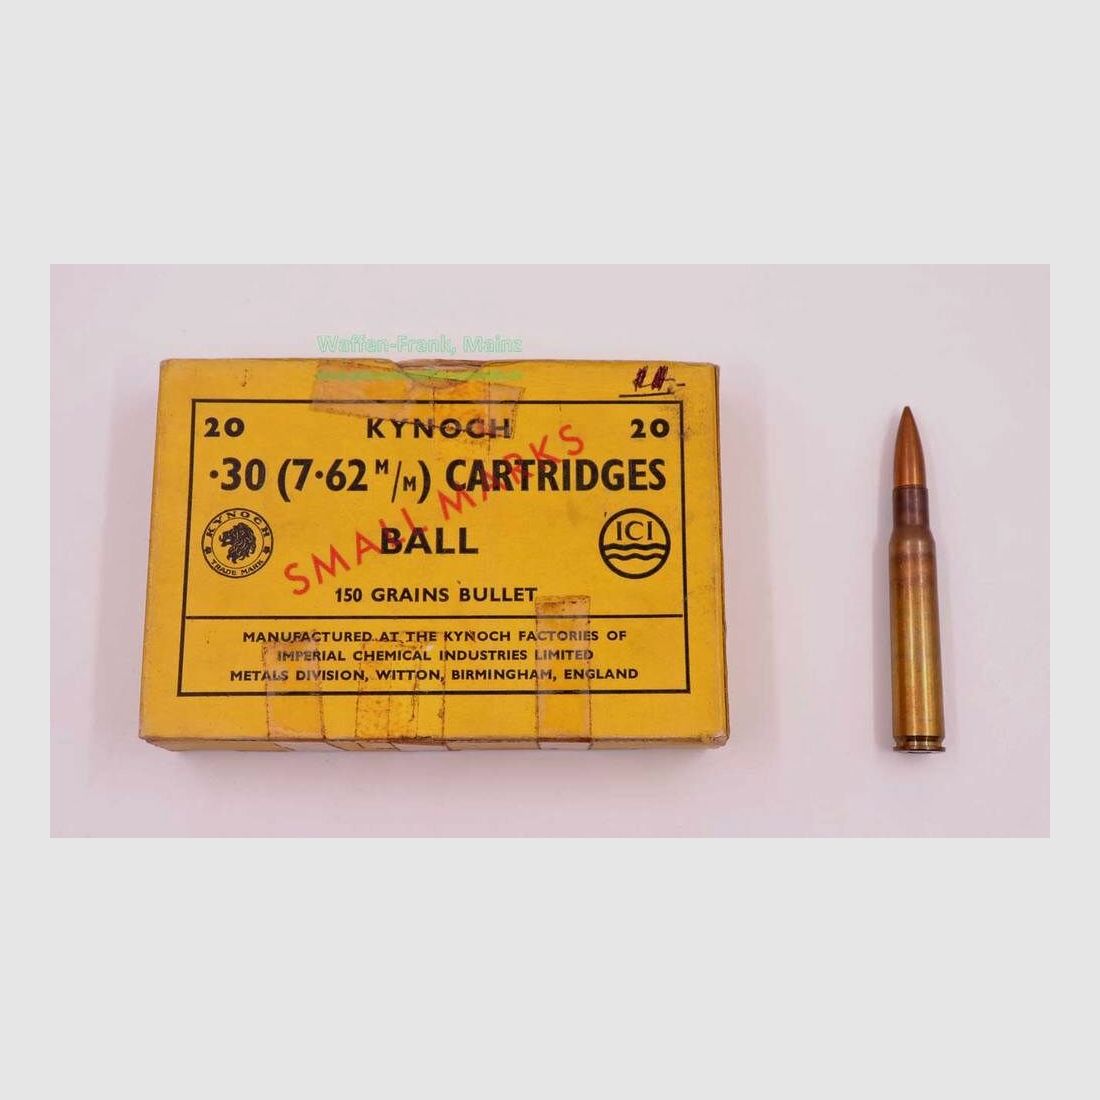 Waffen-Frank, Mainz
20 KYNOCH 20
·30 (7·62 M/M) CARTRIDGES
SMALL MARKS
BALL
KYNOCH
TRADE MARK
ICI
150 GRAINS BULLET
MANUFACTURED AT THE KYNOCH FACTORIES OF
IMPERIAL CHEMICAL INDUSTRIES LIMITED
METALS DIVISION, WITTON, BIRMINGHAM, ENGLAND